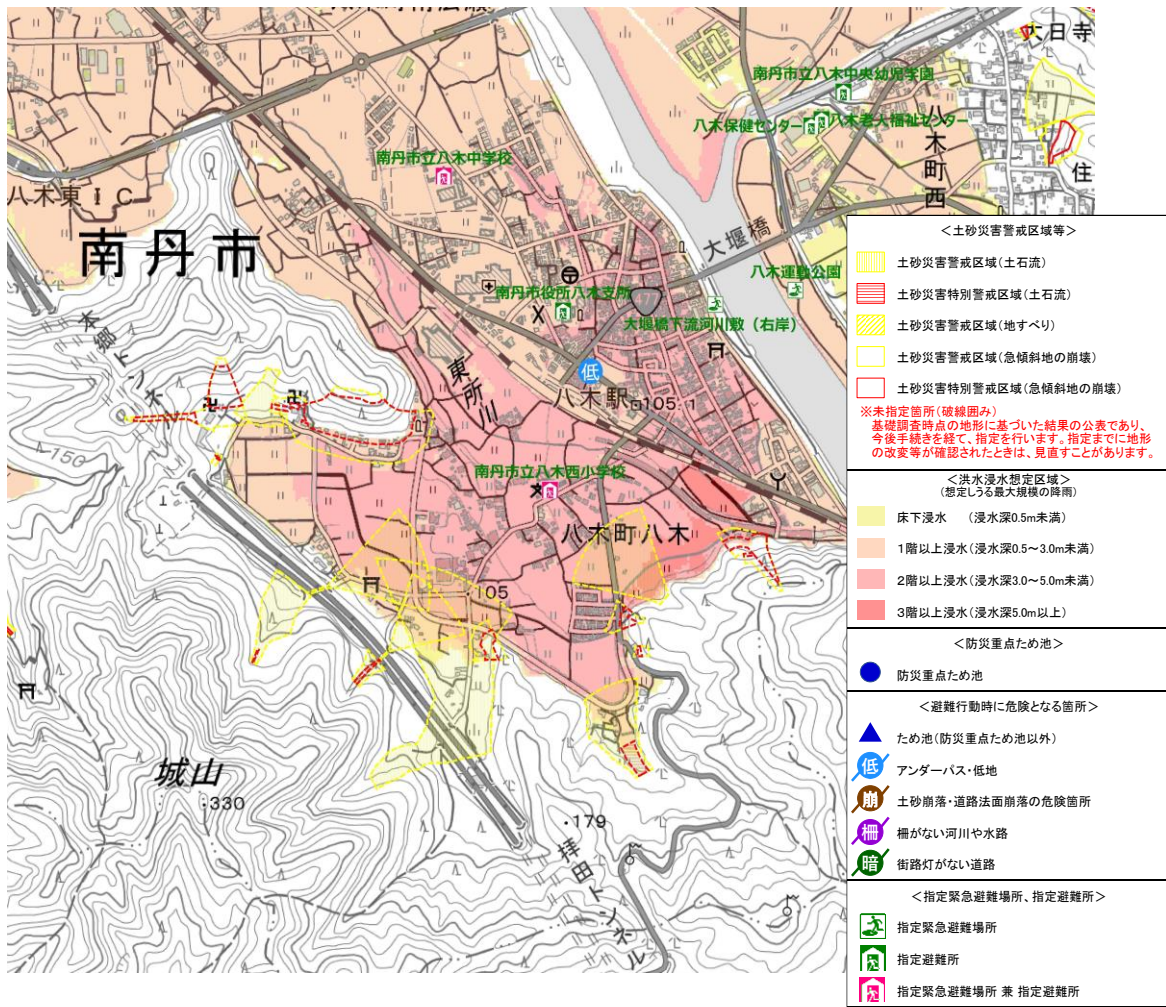 大日寺
南丹市立八木中央幼児学園
八木保健センター
八木老人福祉センター
南丹市立八木中学校
八木町西
住
八木東IC
南丹市
大堰橋
八木運動公園
南丹市役所八木支所
477
大堰橋下流河川敷（右岸）
本郷トンネル
東所川
低
八木駅
105.1
150
南丹市立八木西小学校
八木町八木
105
城山
330
179
拝田トンネル
＜土砂災害警戒区域等＞
土砂災害警戒区域(土石流)
土砂災害特別警戒区域(土石流)
土砂災害警戒区域(地すべり)
土砂災害警戒区域(急傾斜地の崩壊)
土砂災害特別警戒区域(急傾斜地の崩壊)
※未指定箇所(破線囲み)
基礎調査時点の地形に基づいた結果の公表であり、
今後手続きを経て、指定を行います。指定までに地形
の改変等が確認されたときは、見直すことがあります。
＜洪水浸水想定区域＞
(想定しうる最大規模の降雨)
床下浸水　(浸水深0.5m未満)
1階以上浸水(浸水深0.5～3.0m未満)
2階以上浸水(浸水深3.0～5.0m未満)
3階以上浸水(浸水深5.0m以上)
＜防災重点ため池＞
防災重点ため池
＜避難行動時に危険となる箇所＞
ため池(防災重点ため池以外)
低 アンダーパス・低地
崩 土砂崩落・道路法面崩落の危険箇所
柵 柵がない河川や水路
暗 街路灯がない道路
＜指定緊急避難場所、指定避難所＞
指定緊急避難場所
指定避難所
指定緊急避難場所 兼 指定避難所